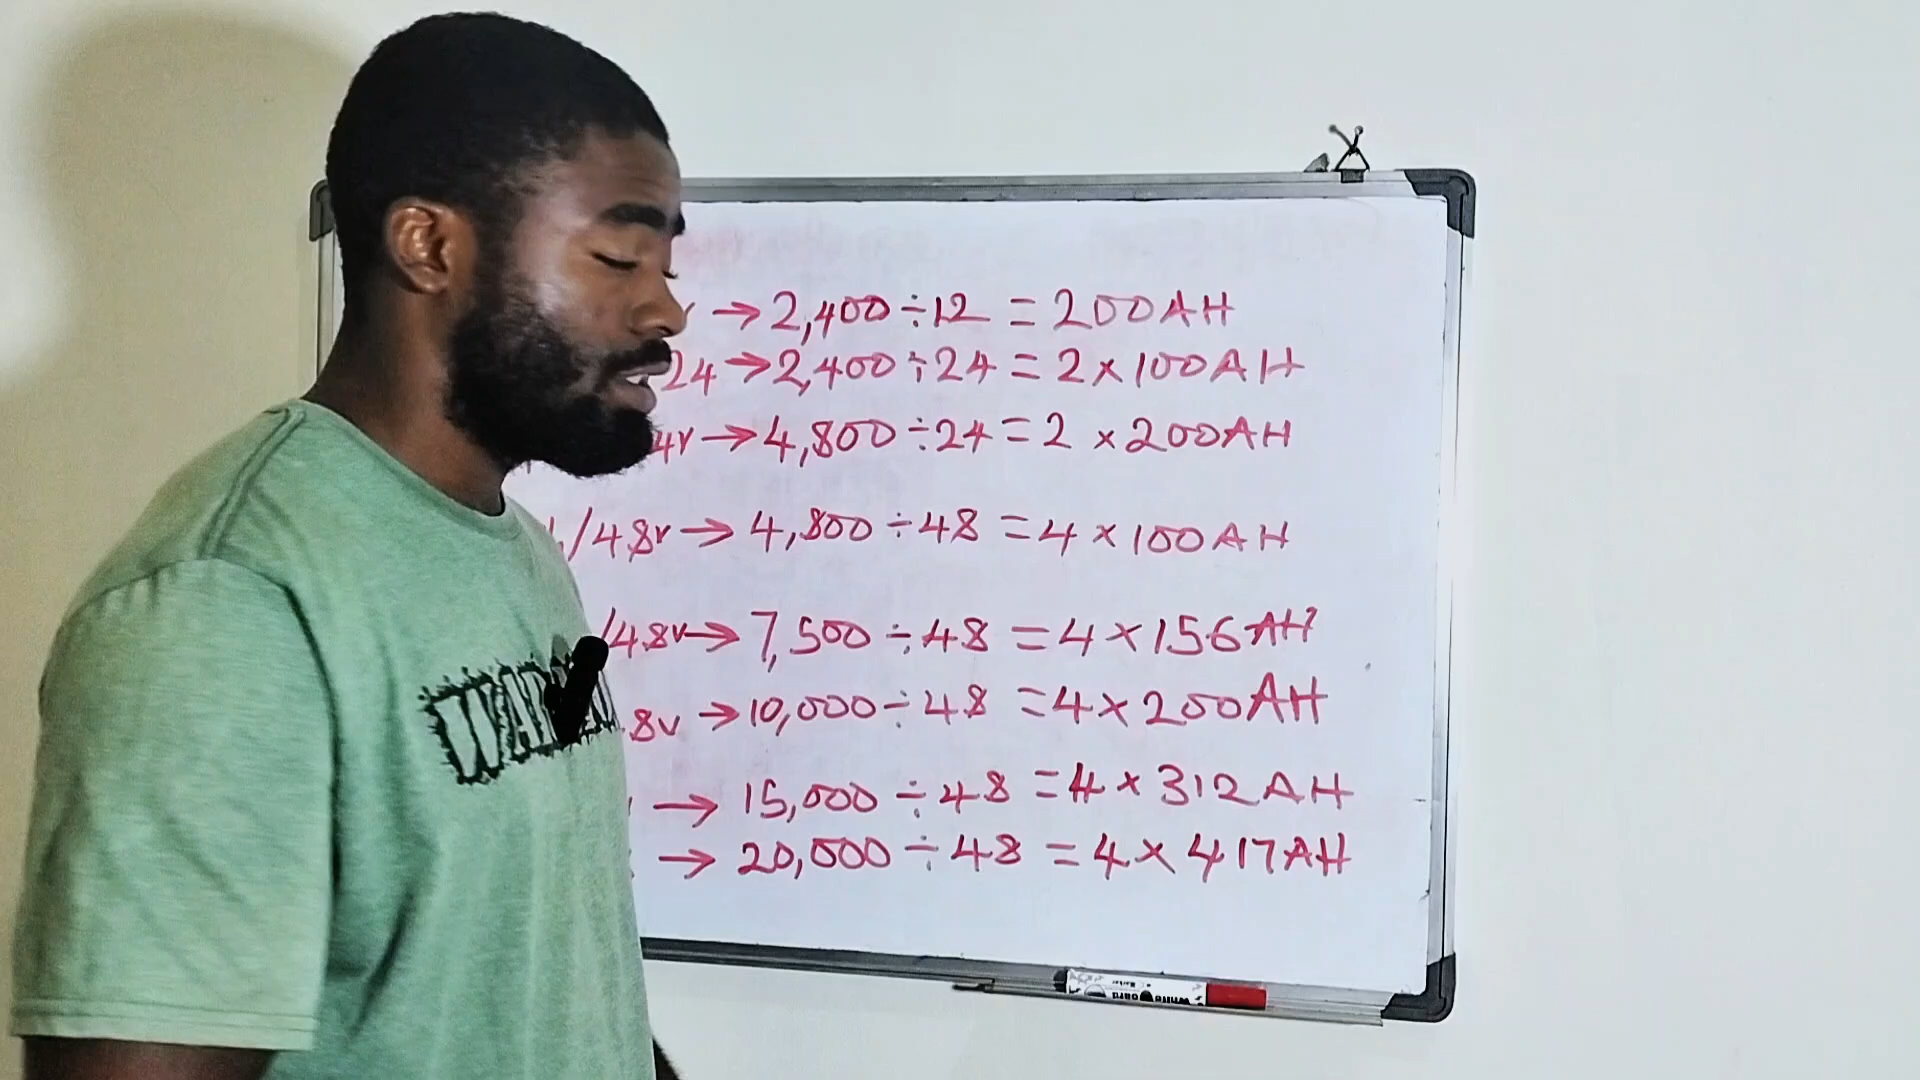 → 2,400 ÷ 12 = 200AH
24 → 2,400 ÷ 24 = 2 × 100AH
4V → 4,800 ÷ 24 = 2 × 200AH
/48V → 4,800 ÷ 48 = 4 × 100AH
/48V → 7,500 ÷ 48 = 4 × 156AH
8V → 10,000 ÷ 48 = 4 × 200AH
→ 15,000 ÷ 48 = 4 × 312AH
→ 20,000 ÷ 48 = 4 × 417AH